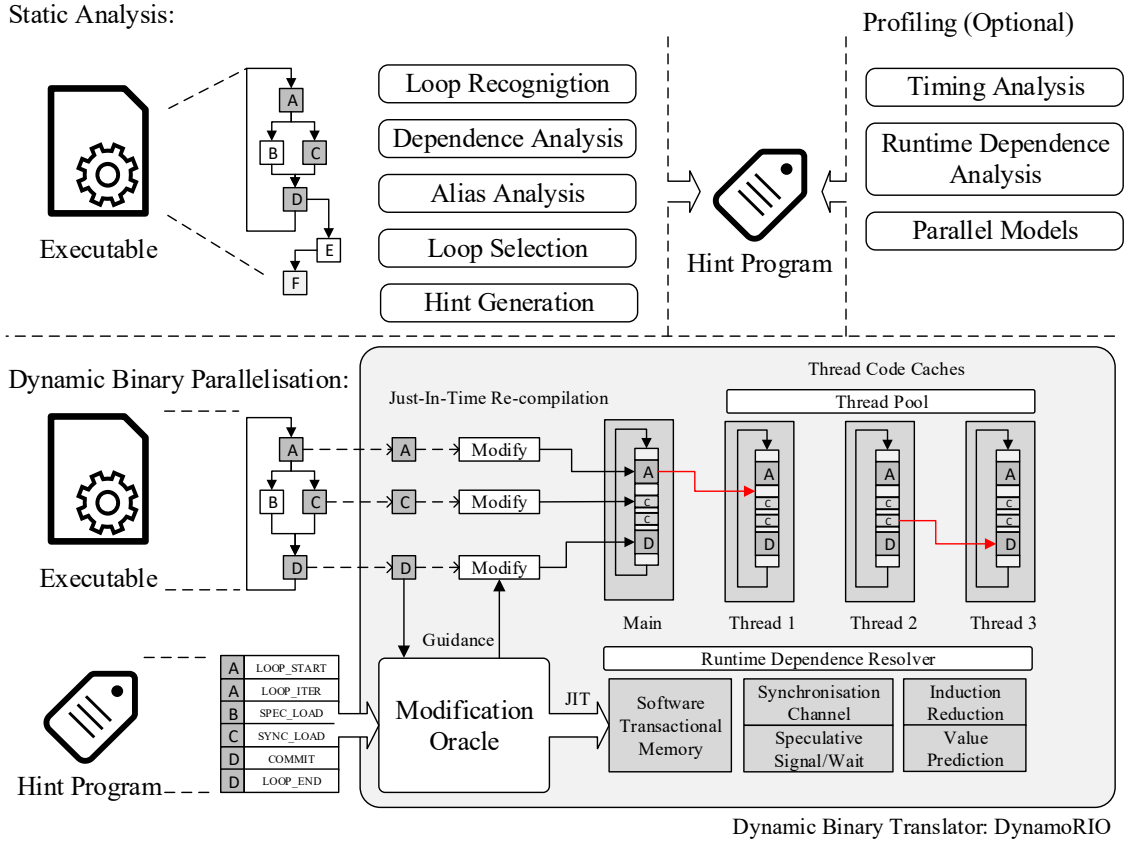 Static Analysis:
Profiling (Optional)
Executable
A
B
C
D
E
F
Loop Recognigtion
Dependence Analysis
Alias Analysis
Loop Selection
Hint Generation
Hint Program
Timing Analysis
Runtime Dependence
Analysis
Parallel Models
Dynamic Binary Parallelisation:
Executable
A
B
C
D
Just-In-Time Re-compilation
A
Modify
C
Modify
D
Modify
Guidance
Thread Code Caches
Thread Pool
A
C
C
D
Main
A
C
C
D
Thread 1
A
C
C
D
Thread 2
A
C
C
D
Thread 3
Hint Program
A LOOP_START
A LOOP_ITER
B SPEC_LOAD
C SYNC_LOAD
D COMMIT
D LOOP_END
Modification
Oracle
JIT
Runtime Dependence Resolver
Software
Transactional
Memory
Synchronisation
Channel
Speculative
Signal/Wait
Induction
Reduction
Value
Prediction
Dynamic Binary Translator: DynamoRIO